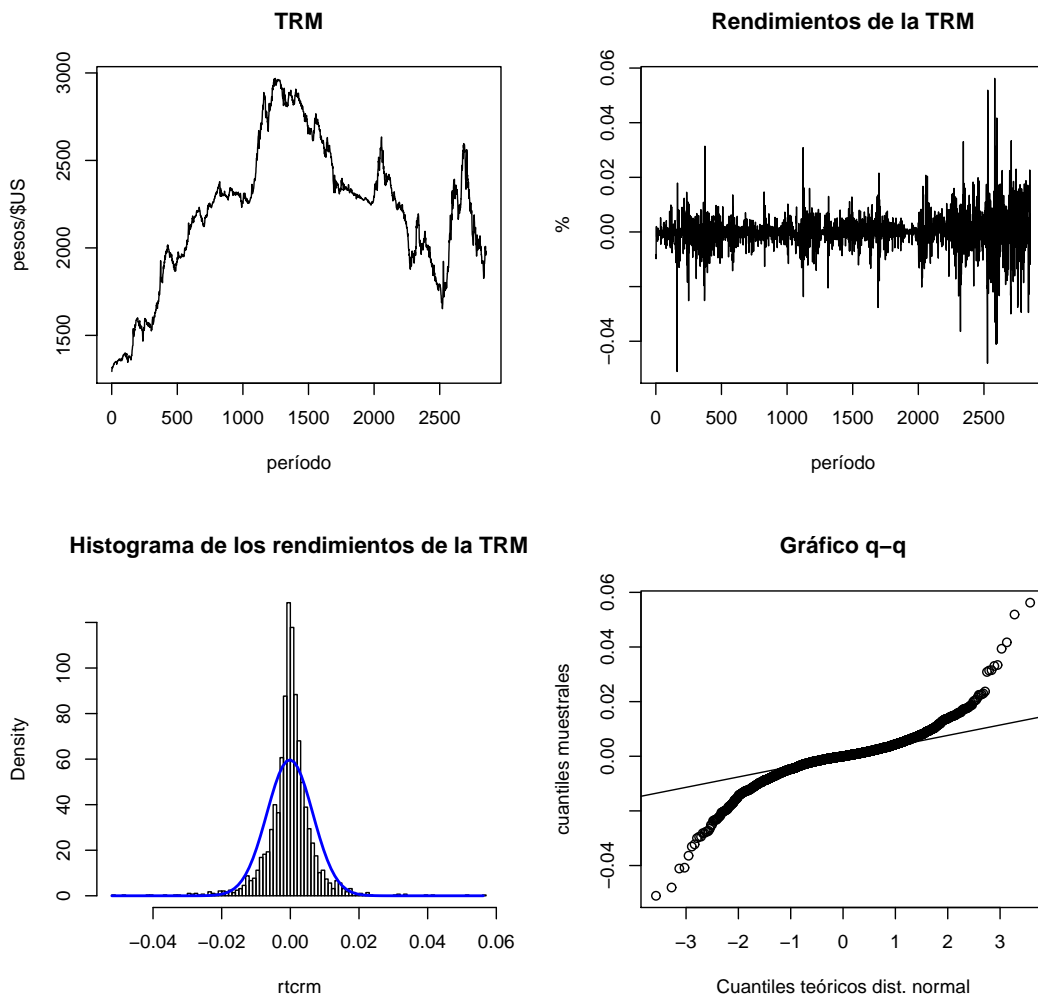 TRM
pesos/$US
1500
2000
2500
3000
0 500 1000 1500 2000 2500
período
Rendimientos de la TRM
%
−0.04
0.00
0.02
0.04
0.06
0 500 1000 1500 2000 2500
período
Histograma de los rendimientos de la TRM
Density
0
20
40
60
80
100
−0.04 −0.02 0.00 0.02 0.04 0.06
rtcrm
Gráfico q−q
cuantiles muestrales
−0.04
0.00
0.02
0.04
0.06
−3 −2 −1 0 1 2 3
Cuantiles teóricos dist. normal